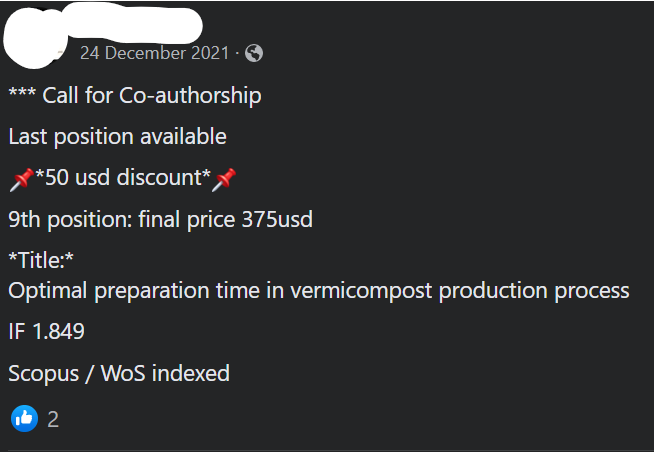 24 December 2021 ·
*** Call for Co-authorship
Last position available
📌*50 usd discount*📌
9th position: final price 375usd
*Title:*
Optimal preparation time in vermicompost production process
IF 1.849
Scopus / WoS indexed
2